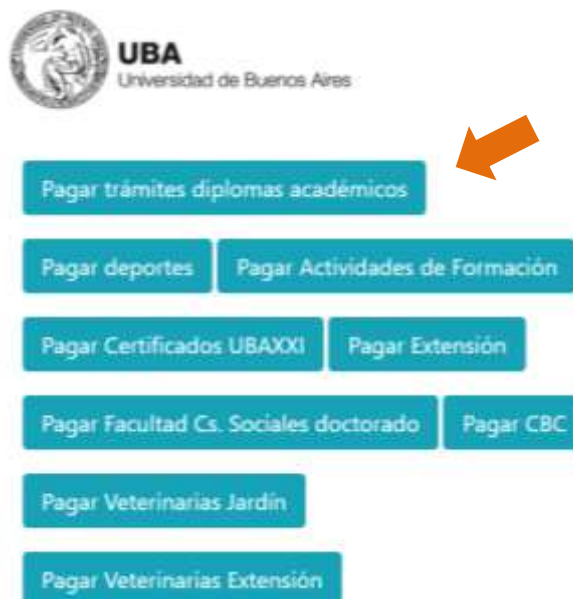 UBA
Universidad de Buenos Aires
Pagar trámites diplomas académicos
Pagar deportes Pagar Actividades de Formación
Pagar Certificados UBAXXI Pagar Extensión
Pagar Facultad Cs. Sociales doctorado Pagar CBC
Pagar Veterinarias Jardín
Pagar Veterinarias Extensión